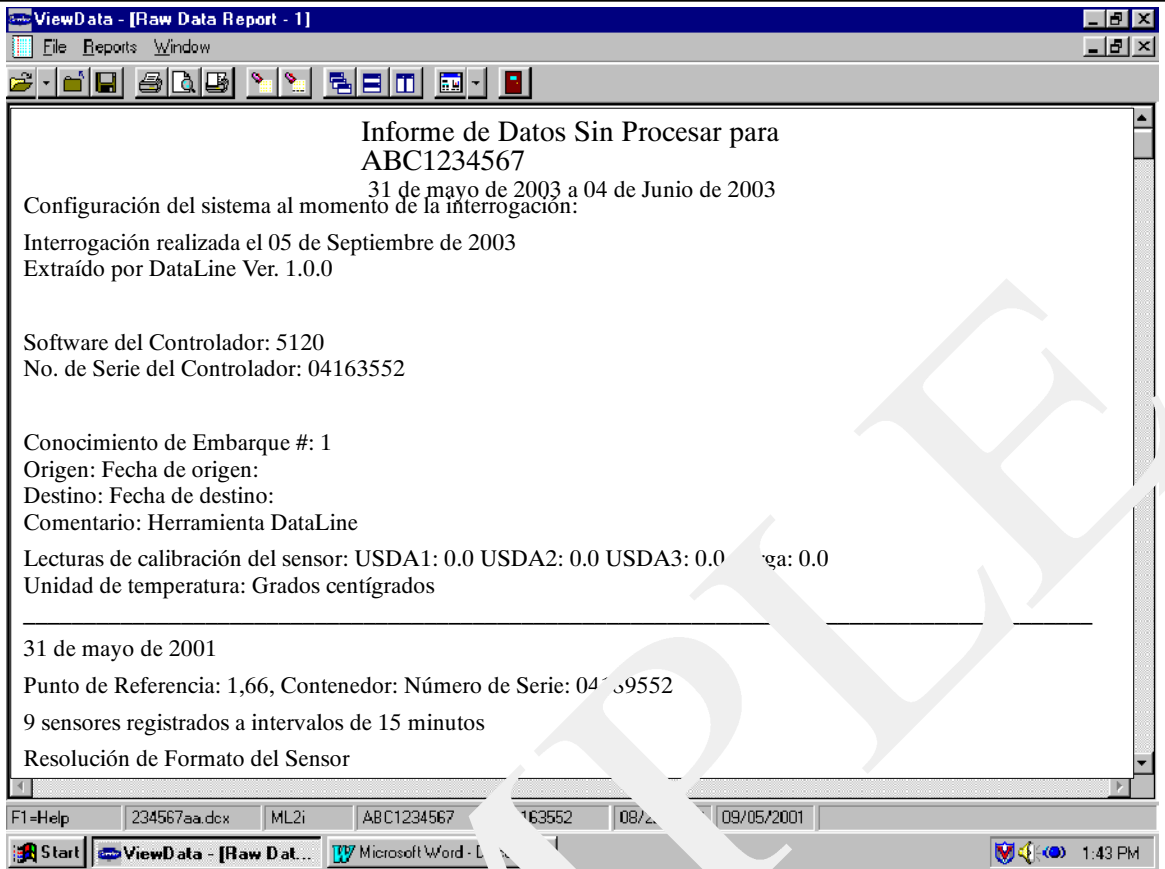 ViewData - [Raw Data Report - 1]
File Reports Window
Informe de Datos Sin Procesar para
ABC1234567
31 de mayo de 2003 a 04 de Junio de 2003
Configuración del sistema al momento de la interrogación:
Interrogación realizada el 05 de Septiembre de 2003
Extraído por DataLine Ver. 1.0.0
Software del Controlador: 5120
No. de Serie del Controlador: 04163552
Conocimiento de Embarque #: 1
Origen: Fecha de origen:
Destino: Fecha de destino:
Comentario: Herramienta DataLine
Lecturas de calibración del sensor: USDA1: 0.0 USDA2: 0.0 USDA3: 0.0 0.0
Unidad de temperatura: Grados centígrados
31 de mayo de 2001
Punto de Referencia: 1,66, Contenedor: Número de Serie:
9 sensores registrados a intervalos de 15 minutos
Resolución de Formato del Sensor
F1=Help 234567aa.dcx ML2i ABC1234567 09/05/2001
Start ViewData - [Raw Dat... Microsoft Word - 1:43 PM